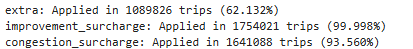 extra: Applied in 1089826 trips (62.132%)
improvement_surcharge: Applied in 1754021 trips (99.998%)
congestion_surcharge: Applied in 1641088 trips (93.560%)